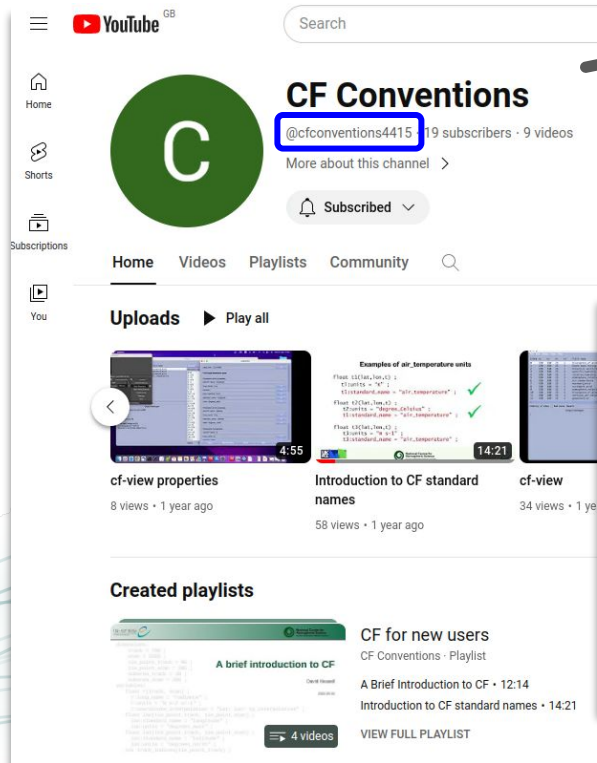 YouTube GB
Search
Home
Shorts
Subscriptions
You
C
CF Conventions
@cfconventions4415 · 19 subscribers · 9 videos
More about this channel
Subscribed
Home Videos Playlists Community
Uploads Play all
Examples of air_temperature units
float t1(lat,lon,t) ;
t1:units = "K" ;
t1:standard_name = "air_temperature" ;
float t2(lat,lon,t) ;
t2:units = "degree_Celsius" ;
t2:standard_name = "air_temperature" ;
float t3(lat,lon,t) ;
t3:units = "m s-1" ;
t3:standard_name = "air_temperature" ;
4:55
14:21
cf-view properties
8 views • 1 year ago
Introduction to CF standard
names
58 views • 1 year ago
cf-view
34 views • 1 ye
Created playlists
A brief introduction to CF
4 videos
CF for new users
CF Conventions · Playlist
A Brief Introduction to CF • 12:14
Introduction to CF standard names • 14:21
VIEW FULL PLAYLIST